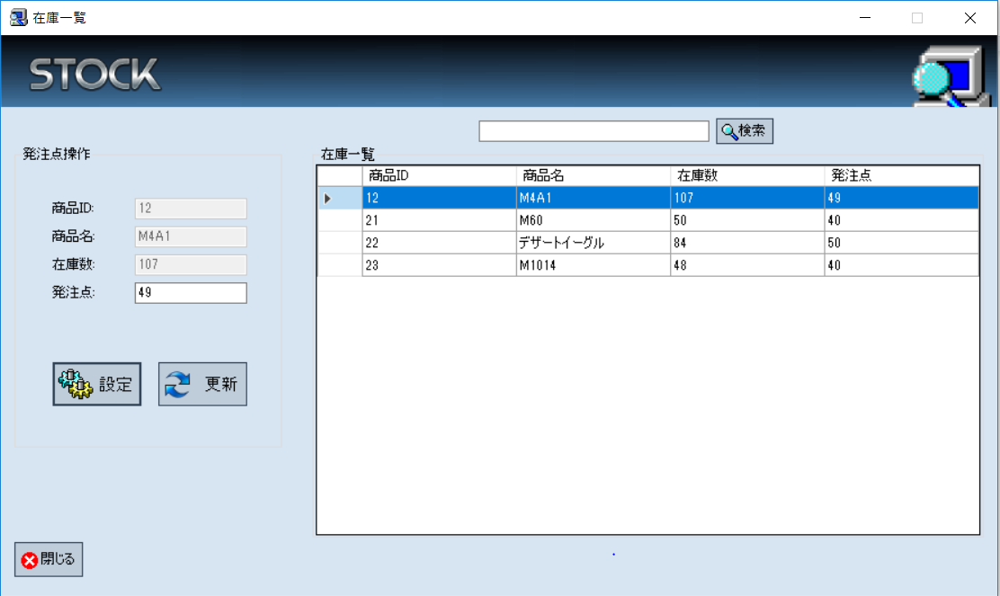 在庫一覧
STOCK
検索
発注点操作
商品ID: 12
商品名: M4A1
在庫数: 107
発注点: 49
設定
更新
在庫一覧
商品ID 商品名 在庫数 発注点
12 M4A1 107 49
21 M60 50 40
22 デザートイーグル 84 50
23 M1014 48 40
閉じる